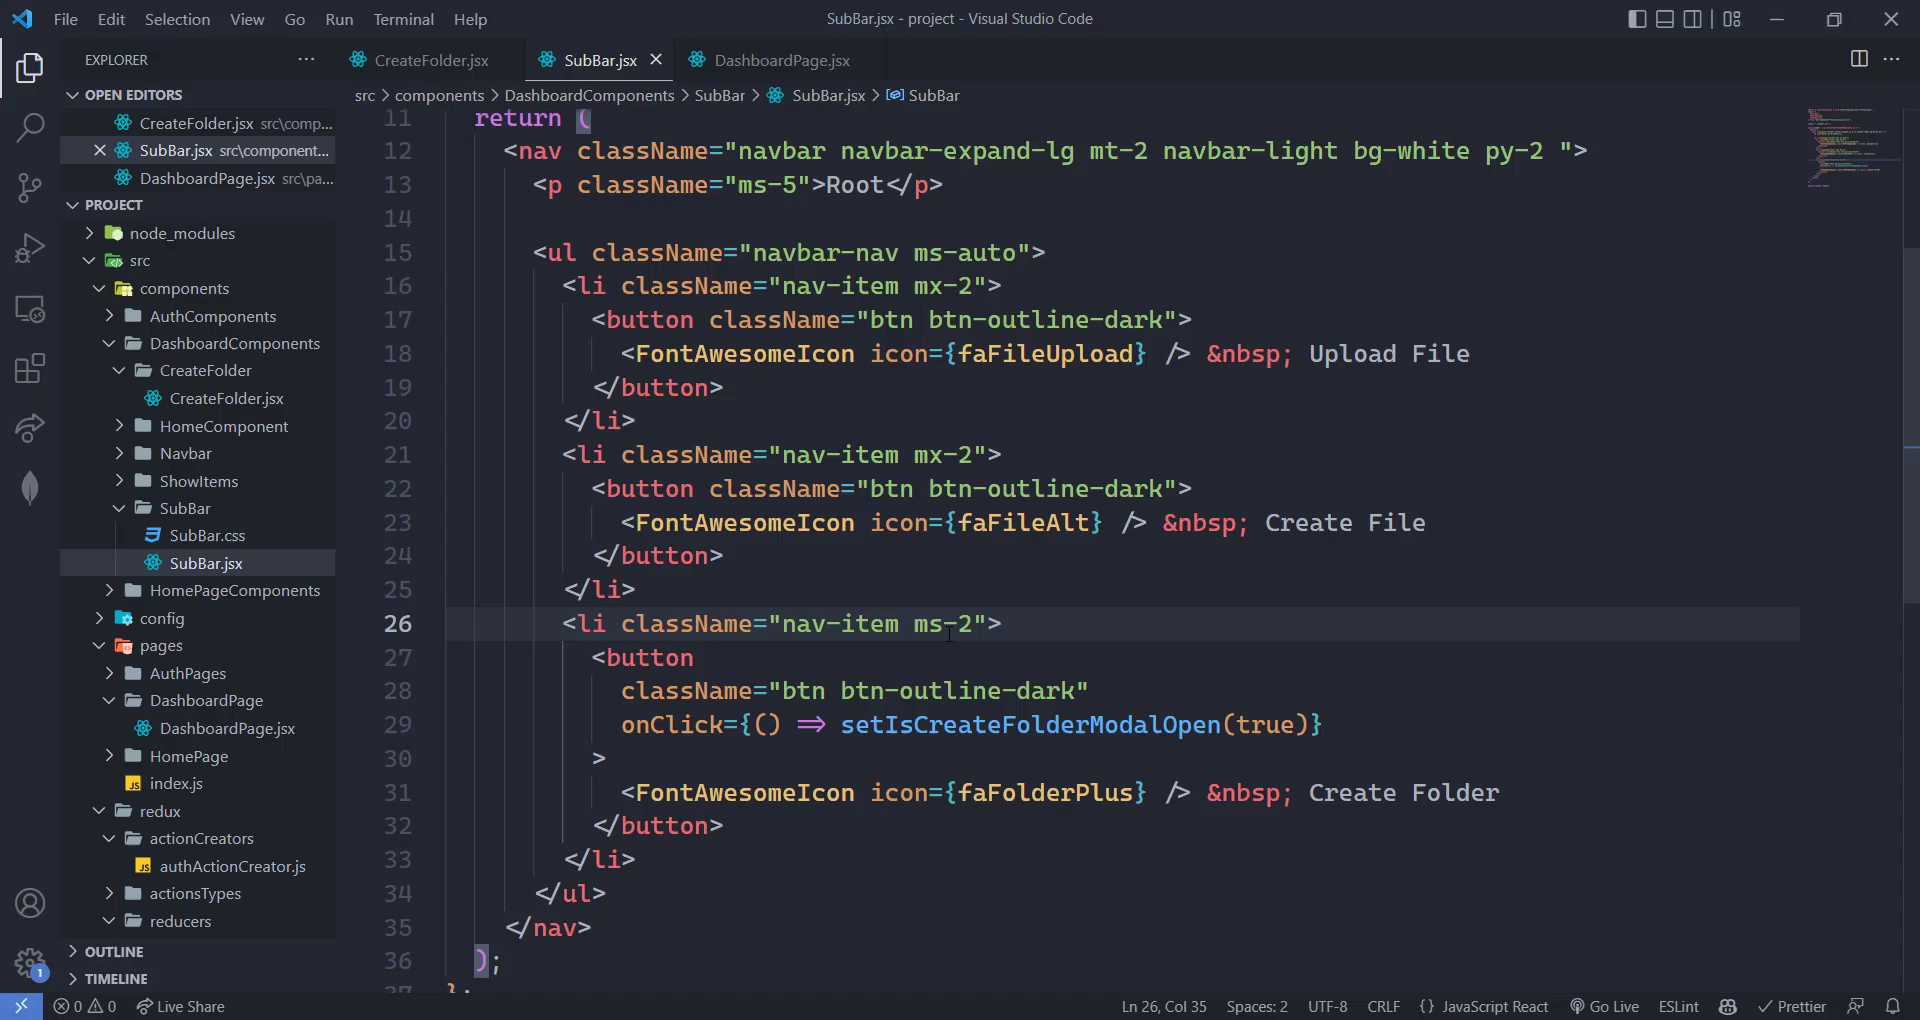 File Edit Selection View Go Run Terminal Help
SubBar.jsx - project - Visual Studio Code
EXPLORER
OPEN EDITORS
CreateFolder.jsx src\comp...
SubBar.jsx src\component...
DashboardPage.jsx src\pa...
PROJECT
node_modules
src
components
AuthComponents
DashboardComponents
CreateFolder
CreateFolder.jsx
HomeComponent
Navbar
ShowItems
SubBar
SubBar.css
SubBar.jsx
HomePageComponents
config
pages
AuthPages
DashboardPage
DashboardPage.jsx
HomePage
JS index.js
redux
actionCreators
JS authActionCreator.js
actionsTypes
reducers
OUTLINE
TIMELINE
CreateFolder.jsx SubBar.jsx DashboardPage.jsx
src > components > DashboardComponents > SubBar > SubBar.jsx > SubBar
11 return (
12 <nav className="navbar navbar-expand-lg mt-2 navbar-light bg-white py-2 ">
13 <p className="ms-5">Root</p>
14
15 <ul className="navbar-nav ms-auto">
16 <li className="nav-item mx-2">
17 <button className="btn btn-outline-dark">
18 <FontAwesomeIcon icon={faFileUpload} /> &nbsp; Upload File
19 </button>
20 </li>
21 <li className="nav-item mx-2">
22 <button className="btn btn-outline-dark">
23 <FontAwesomeIcon icon={faFileAlt} /> &nbsp; Create File
24 </button>
25 </li>
26 <li className="nav-item ms-2">
27 <button
28 className="btn btn-outline-dark"
29 onClick={() => setIsCreateFolderModalOpen(true)}
30 >
31 <FontAwesomeIcon icon={faFolderPlus} /> &nbsp; Create Folder
32 </button>
33 </li>
34 </ul>
35 </nav>
36 );
37 };
1
0 0 Live Share
Ln 26, Col 35 Spaces: 2 UTF-8 CRLF {} JavaScript React Go Live ESLint Prettier